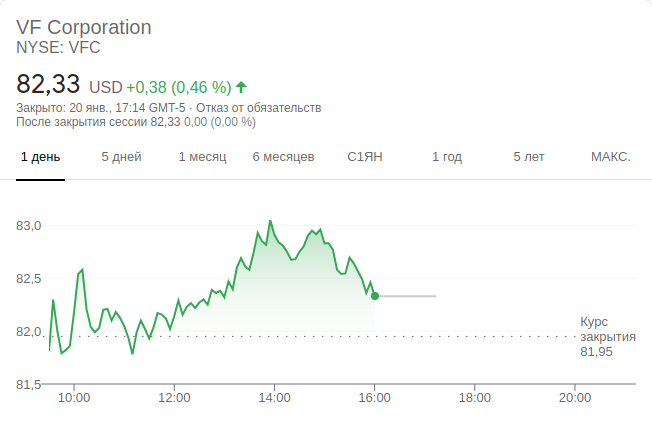 VF Corporation
NYSE: VFC
82,33 USD +0,38 (0,46 %)
Закрыто: 20 янв., 17:14 GMT-5 · Отказ от обязательств
После закрытия сессии 82,33 0,00 (0,00 %)
1 день 5 дней 1 месяц 6 месяцев С1ЯН 1 год 5 лет МАКС.
83,0
82,5
82,0
81,5
Курс
закрытия
81,95
10:00 12:00 14:00 16:00 18:00 20:00